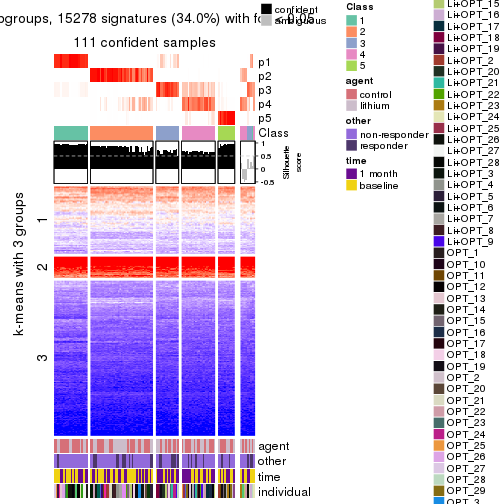 ogroups, 15278 signatures (34.0%) with
111 confident samples
p1
p2
p3
p4
p5
Class
1
0.5
0
-0.5
Silhouette
score
k-means with 3 groups
1
2
3
agent
other
time
individual
confident
ambiguous
Class
1
2
3
4
5
agent
control
lithium
other
non-responder
responder
time
1 month
baseline
Li+OPT_15
Li+OPT_16
Li+OPT_17
Li+OPT_18
Li+OPT_19
Li+OPT_2
Li+OPT_20
Li+OPT_21
Li+OPT_22
Li+OPT_23
Li+OPT_24
Li+OPT_25
Li+OPT_26
Li+OPT_27
Li+OPT_28
Li+OPT_3
Li+OPT_4
Li+OPT_5
Li+OPT_6
Li+OPT_7
Li+OPT_8
Li+OPT_9
OPT_1
OPT_10
OPT_11
OPT_12
OPT_13
OPT_14
OPT_15
OPT_16
OPT_17
OPT_18
OPT_19
OPT_2
OPT_20
OPT_21
OPT_22
OPT_23
OPT_24
OPT_25
OPT_26
OPT_27
OPT_28
OPT_29